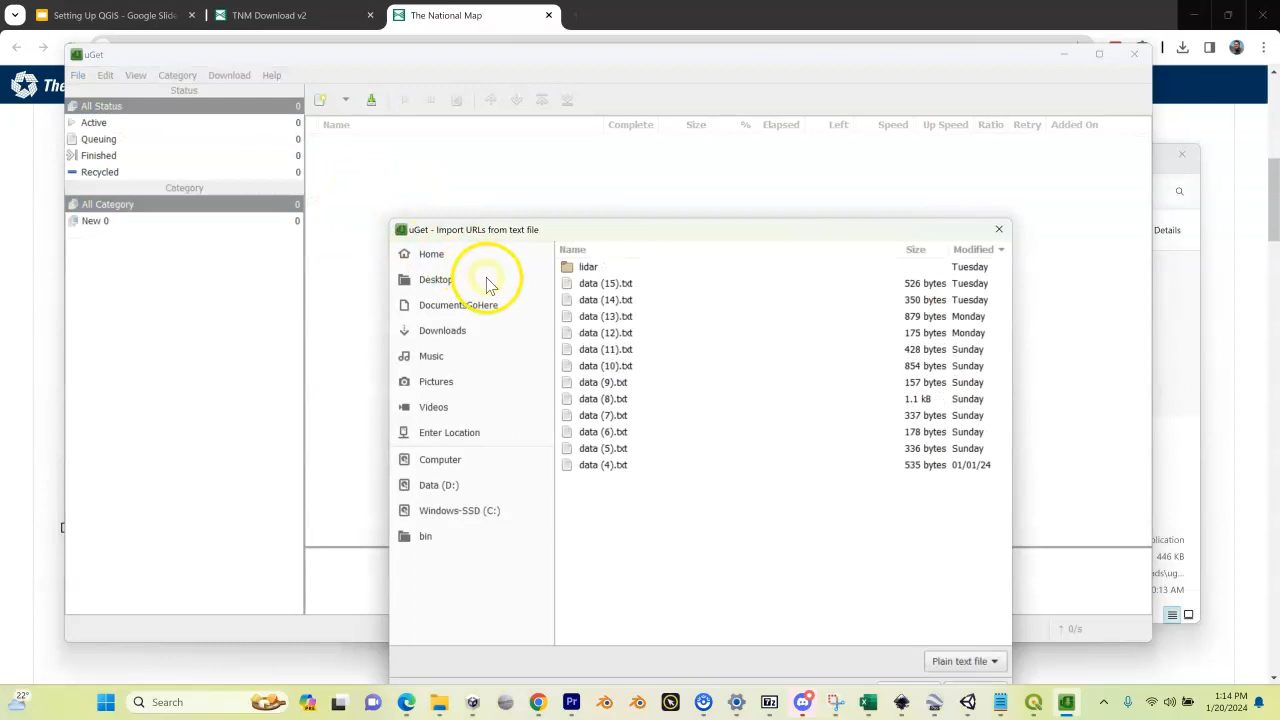 Setting Up QGIS - Google Slide
TNM Download v2
The National Map
The
uGet
File Edit View Category Download Help
Status
All Status 0
Active 0
Queuing 0
Finished 0
Recycled 0
Category
All Category 0
New 0 0
Name Complete Size % Elapsed Left Speed Up Speed Ratio Retry Added On
Details
uGet - Import URLs from text file
Home
Desktop
DocumentsGoHere
Downloads
Music
Pictures
Videos
Enter Location
Computer
Data (D:)
Windows-SSD (C:)
bin
Name Size Modified
lidar Tuesday
data (15).txt 526 bytes Tuesday
data (14).txt 350 bytes Tuesday
data (13).txt 879 bytes Monday
data (12).txt 175 bytes Monday
data (11).txt 428 bytes Sunday
data (10).txt 854 bytes Sunday
data (9).txt 157 bytes Sunday
data (8).txt 1.1 kB Sunday
data (7).txt 337 bytes Sunday
data (6).txt 178 bytes Sunday
data (5).txt 336 bytes Sunday
data (4).txt 535 bytes 01/01/24
Plain text file
plication
446 KB
nds\ug...
0:13 AM
↑ 0/s
22°
Search
1:14 PM
1/20/2024